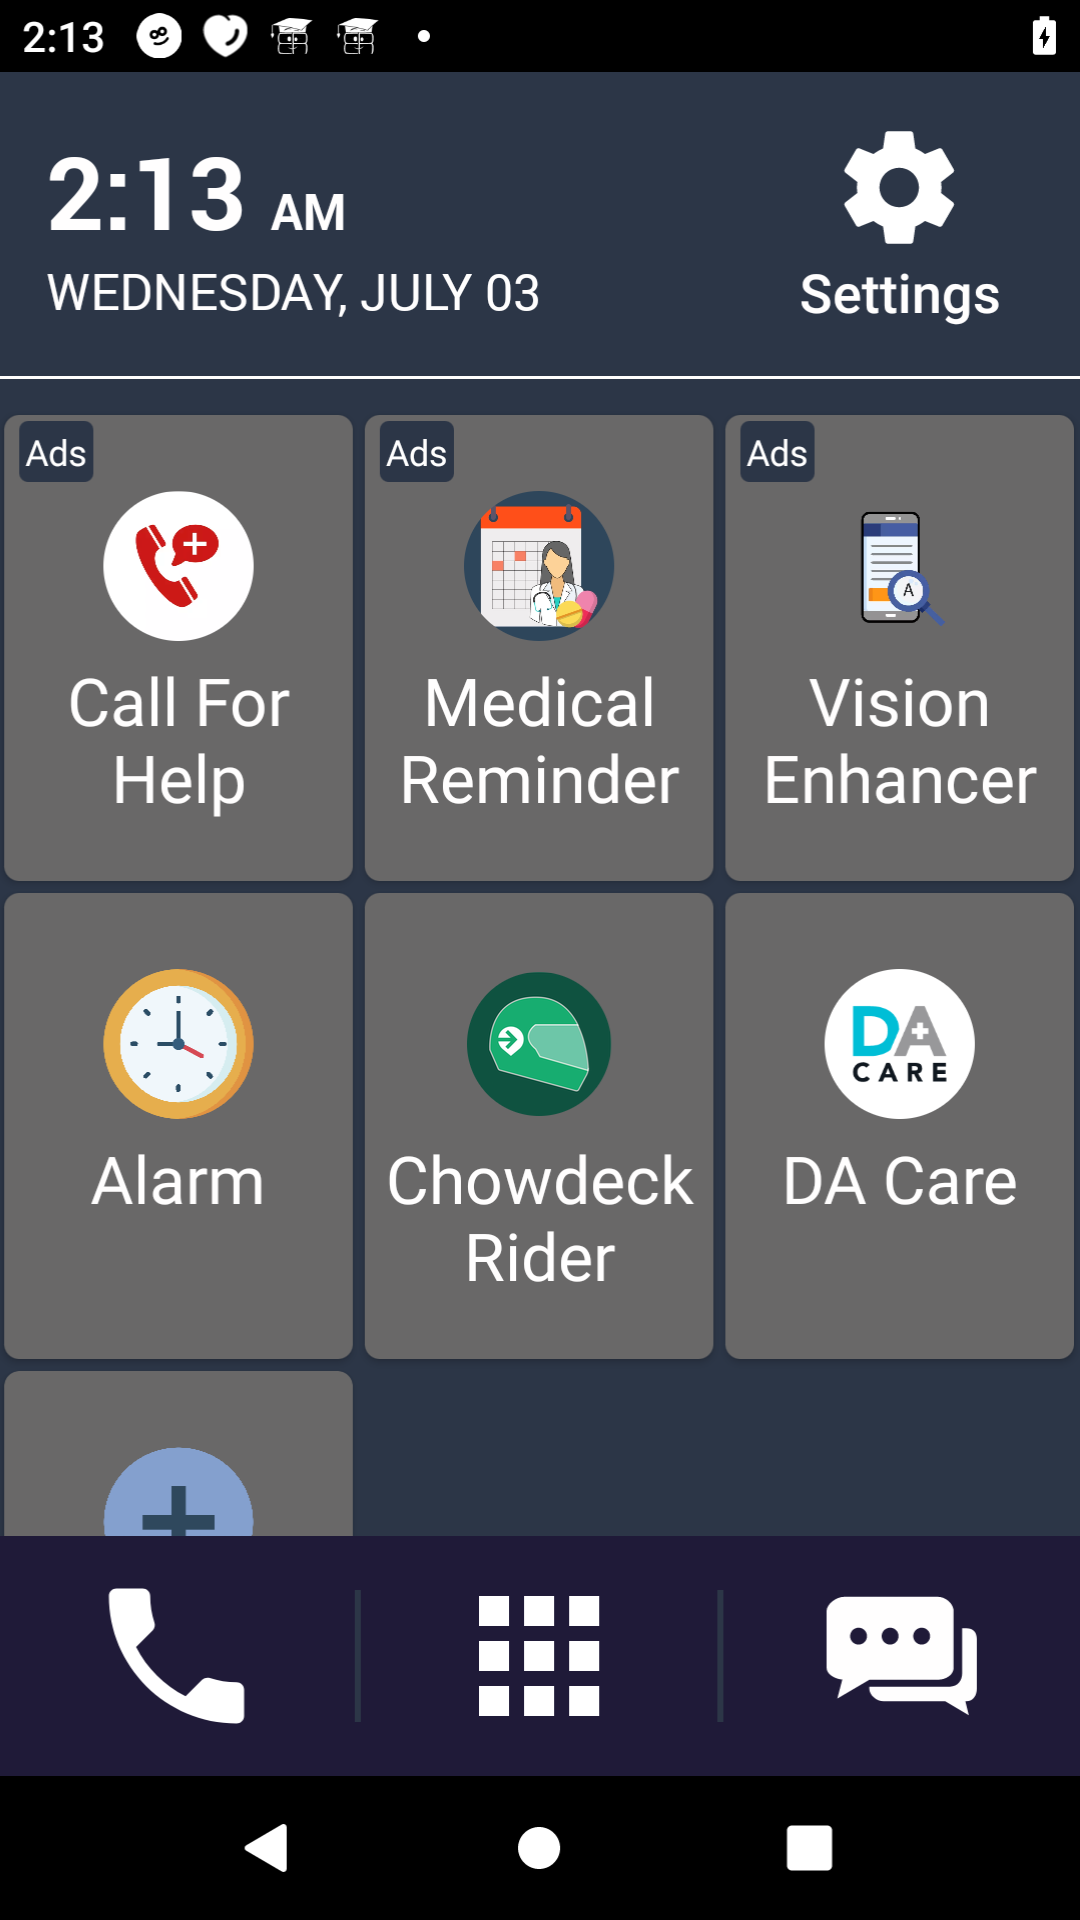 2:13
2:13 AM
WEDNESDAY, JULY 03
Settings
Ads
Call For
Help
Ads
Medical
Reminder
Ads
A
Vision
Enhancer
Alarm
Chowdeck
Rider
DA
CARE
DA Care